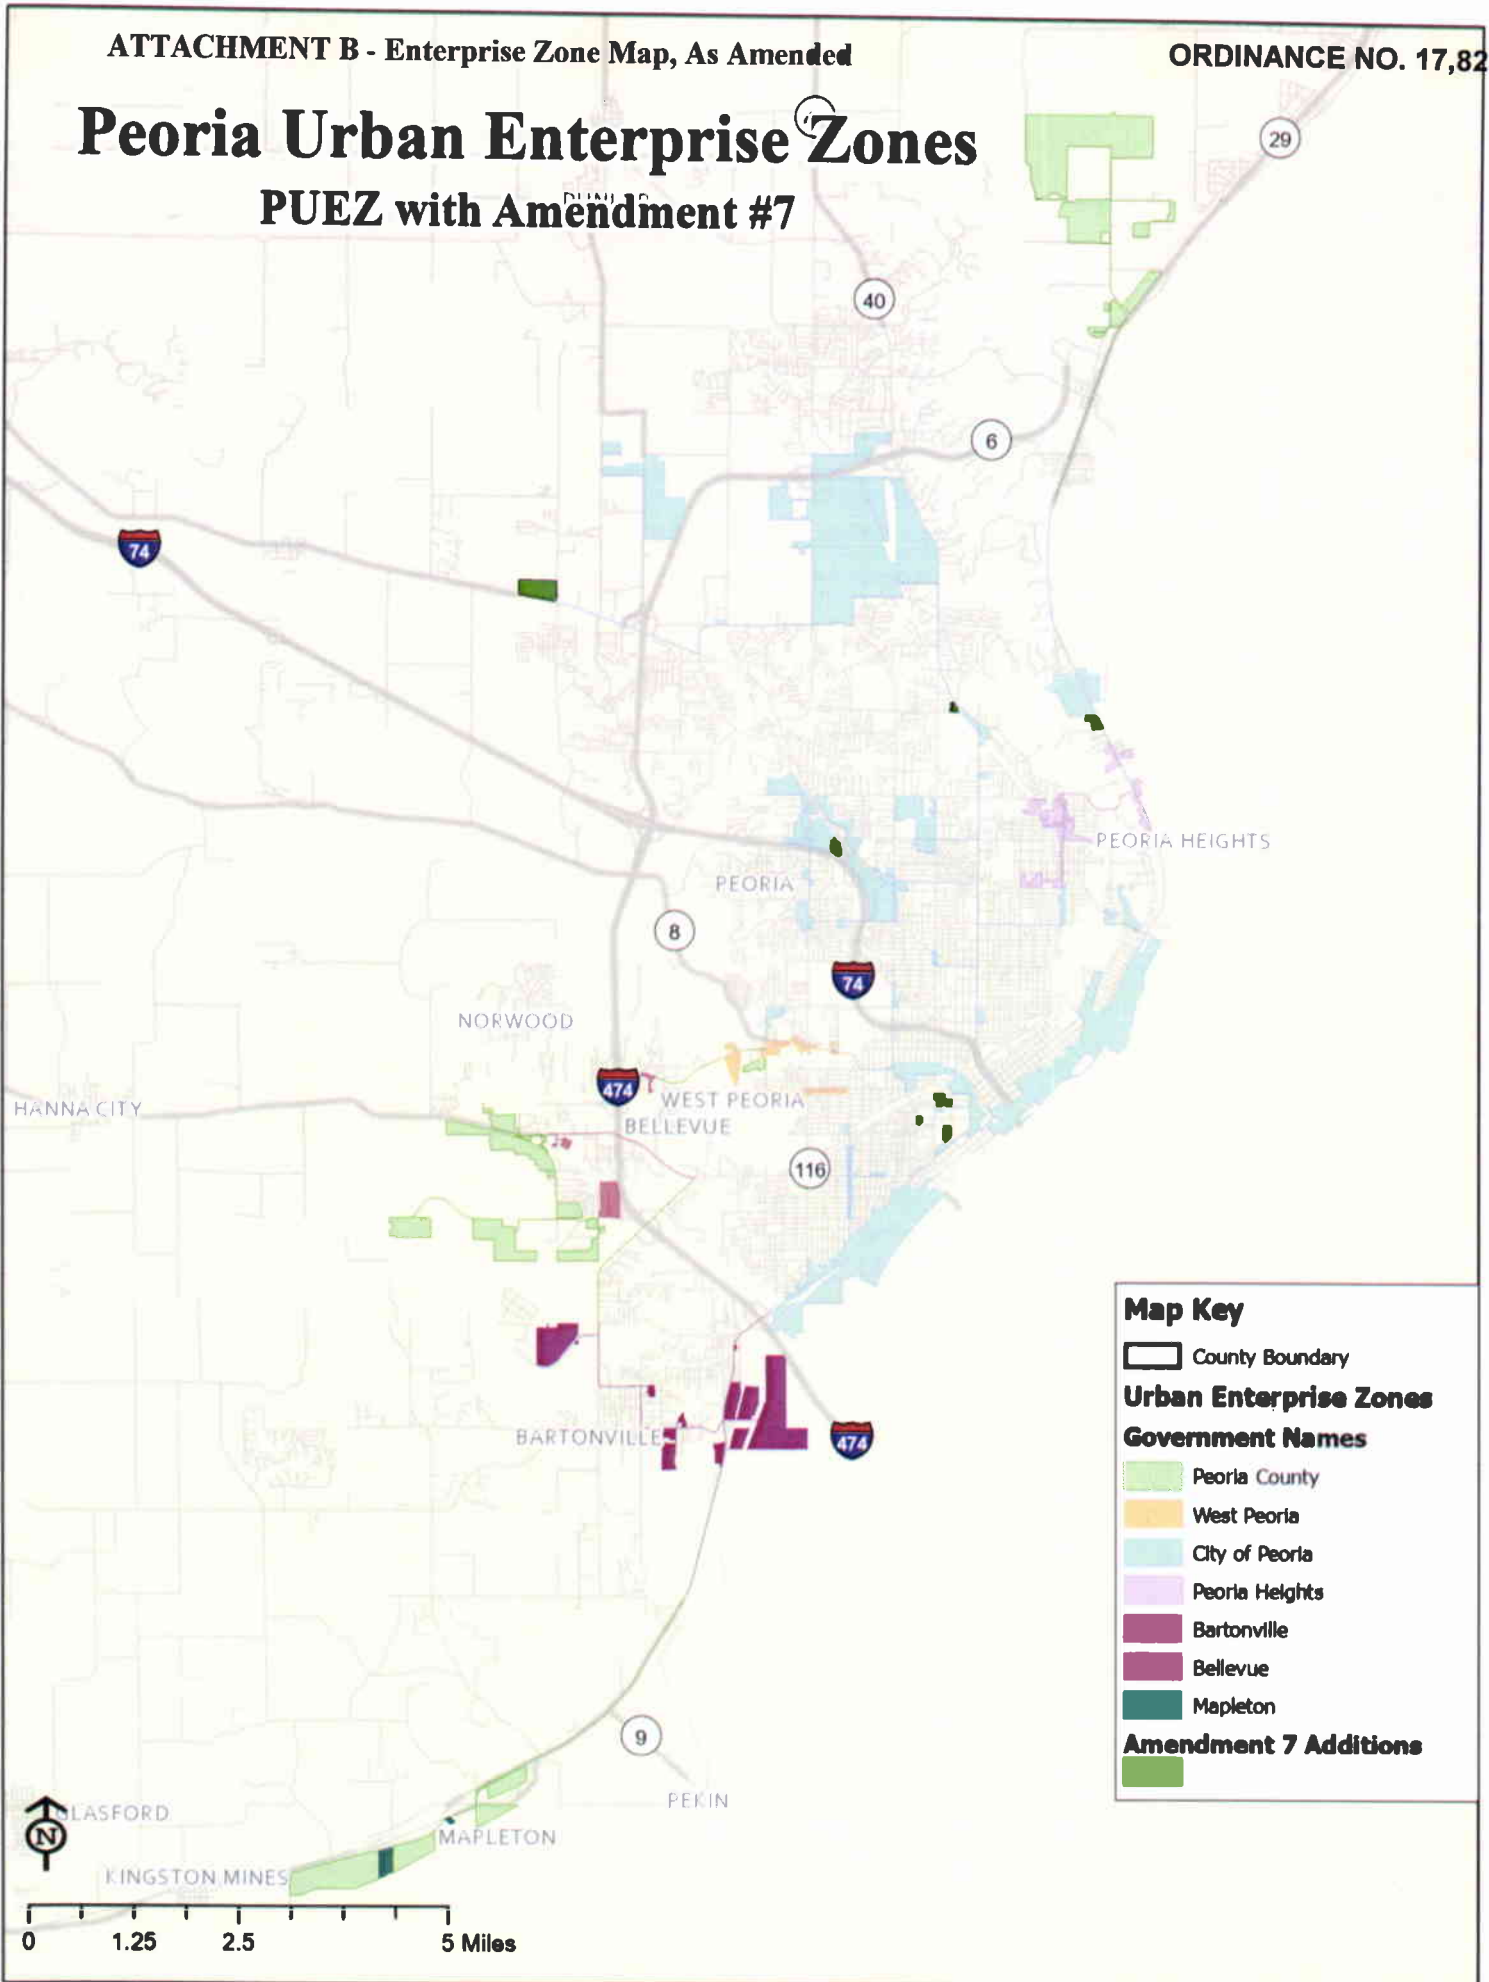 ATTACHMENT B - Enterprise Zone Map, As Amended
ORDINANCE NO. 17,82
Peoria Urban Enterprise Zones
PUEZ with Amendment #7
29
40
6
74
PEORIA HEIGHTS
PEORIA
8
74
NORWOOD
474
HANNA CITY
WEST PEORIA
BELLEVUE
116
BARTONVILLE
474
Map Key
County Boundary
Urban Enterprise Zones
Government Names
Peoria County
West Peoria
City of Peoria
Peoria Heights
Bartonville
Bellevue
Mapleton
Amendment 7 Additions
9
PEKIN
GLASFORD
MAPLETON
KINGSTON MINES
N
0 1.25 2.5 5 Miles